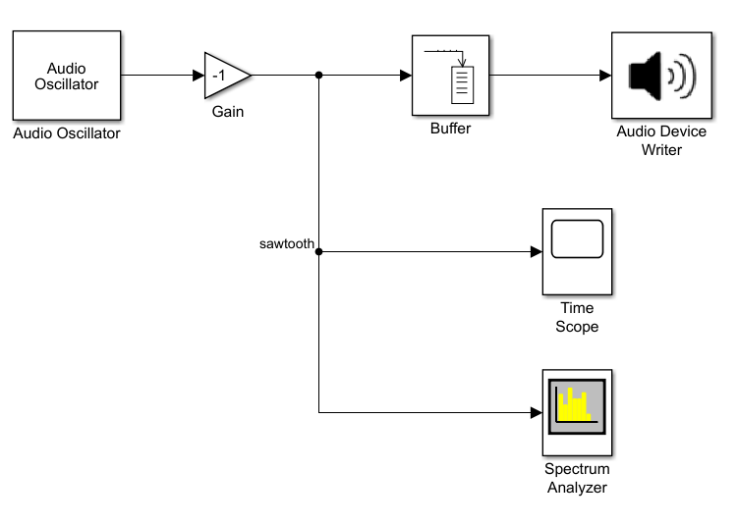 Audio
Oscillator
Audio Oscillator
-1
Gain
Buffer
Audio Device
Writer
sawtooth
Time
Scope
Spectrum
Analyzer